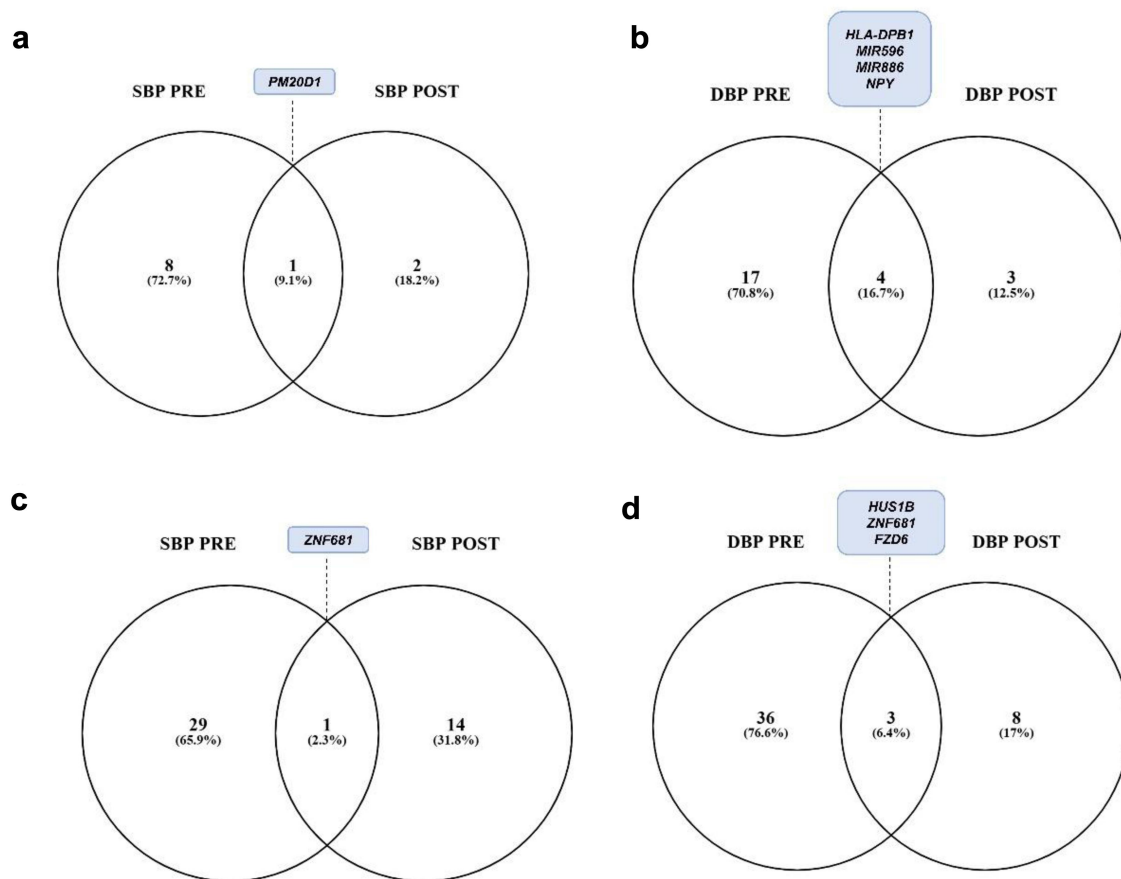 a
PM20D1
SBP PRE
SBP POST
8
(72.7%)
1
(9.1%)
2
(18.2%)
b
HLA-DPB1
MIR596
MIR886
NPY
DBP PRE
DBP POST
17
(70.8%)
4
(16.7%)
3
(12.5%)
c
ZNF681
SBP PRE
SBP POST
29
(65.9%)
1
(2.3%)
14
(31.8%)
d
HUS1B
ZNF681
FZD6
DBP PRE
DBP POST
36
(76.6%)
3
(6.4%)
8
(17%)